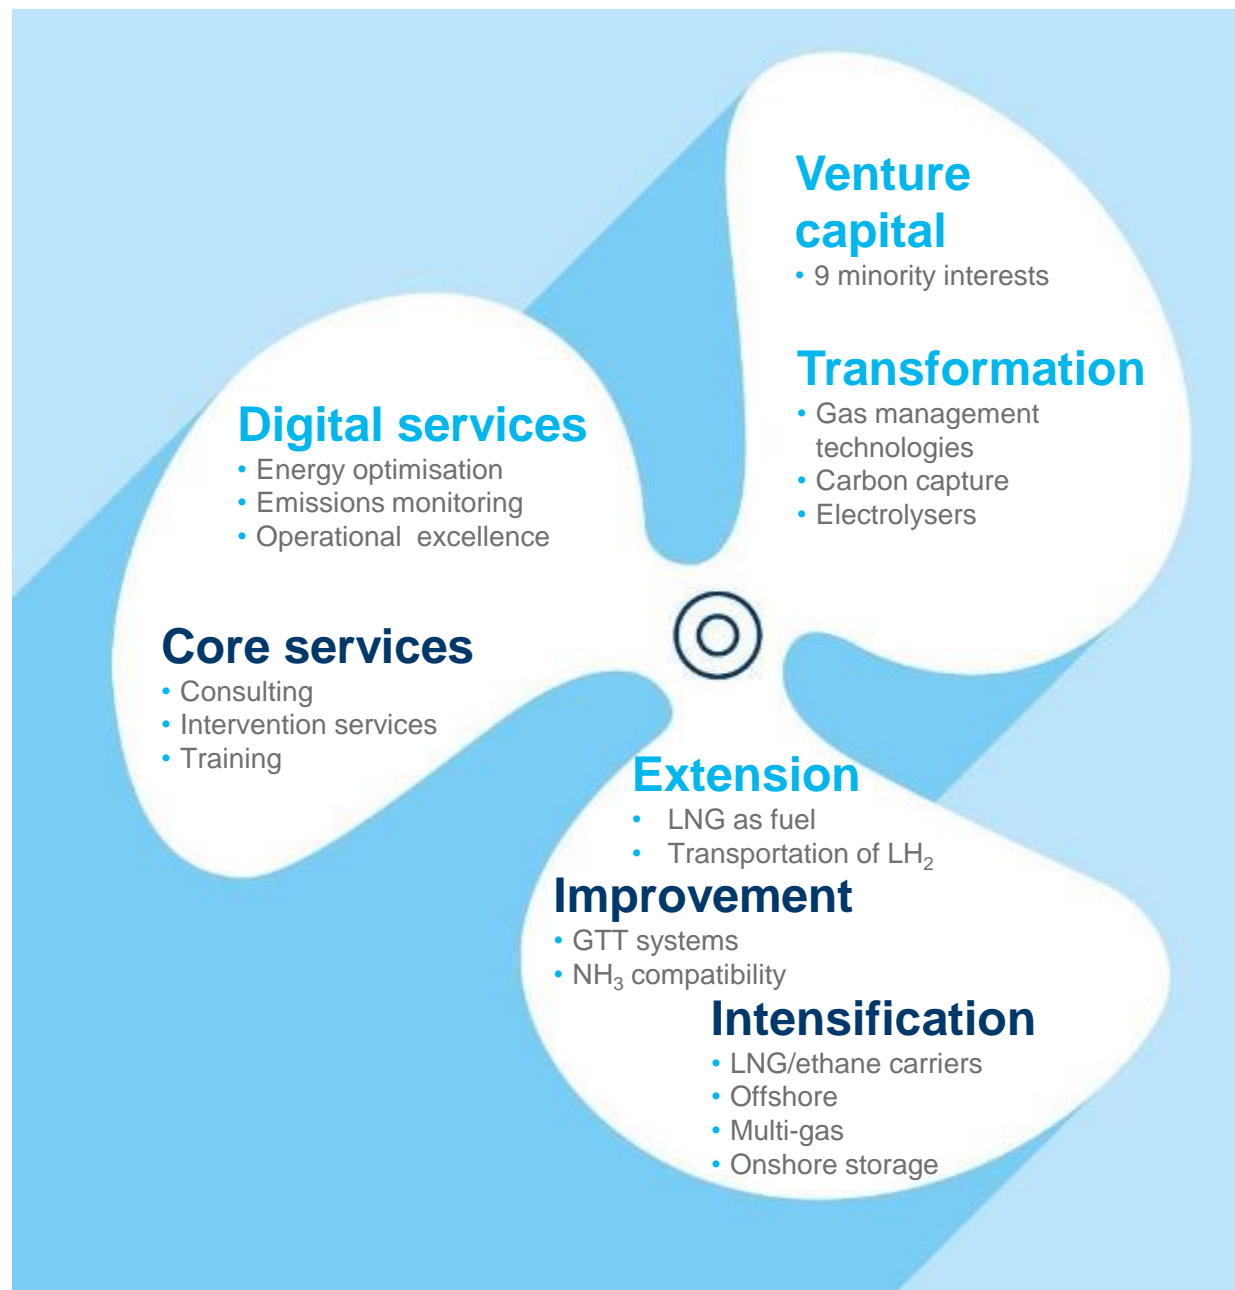 Venture
capital
• 9 minority interests
Transformation
• Gas management
technologies
• Carbon capture
• Electrolysers
Digital services
• Energy optimisation
• Emissions monitoring
• Operational excellence
Core services
• Consulting
• Intervention services
• Training
Extension
• LNG as fuel
• Transportation of LH₂
Improvement
• GTT systems
• NH₃ compatibility
Intensification
• LNG/ethane carriers
• Offshore
• Multi-gas
• Onshore storage